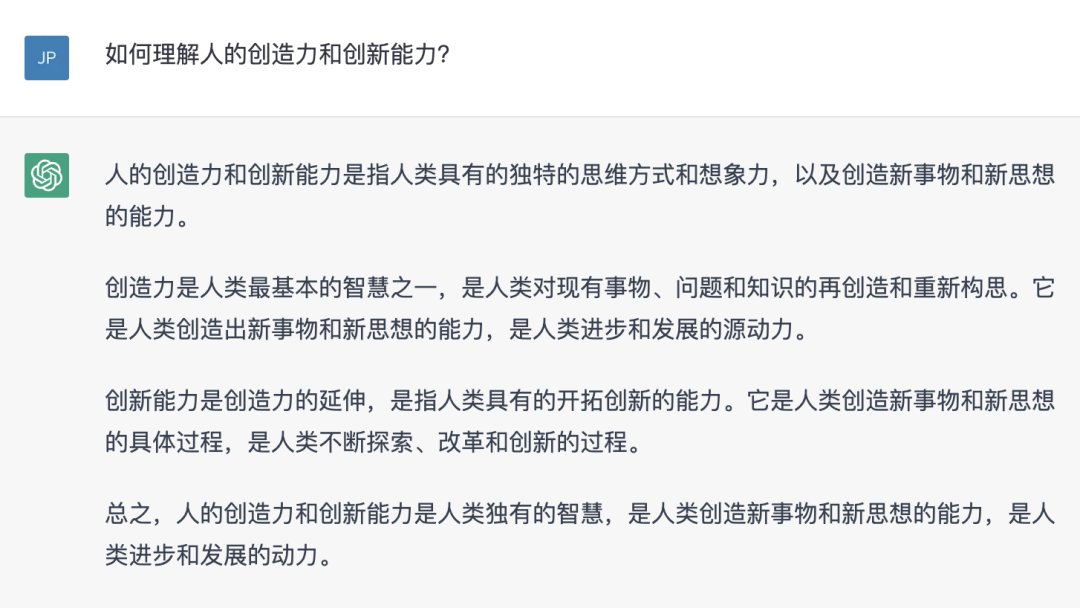 JP
如何理解人的创造力和创新能力?
人的创造力和创新能力是指人类具有的独特的思维方式和想象力，以及创造新事物和新思想
的能力。
创造力是人类最基本的智慧之一，是人类对现有事物、问题和知识的再创造和重新构思。它
是人类创造出新事物和新思想的能力，是人类进步和发展的源动力。
创新能力是创造力的延伸，是指人类具有的开拓创新的能力。它是人类创造新事物和新思想
的具体过程，是人类不断探索、改革和创新的过程。
总之，人的创造力和创新能力是人类独有的智慧，是人类创造新事物和新思想的能力，是人
类进步和发展的动力。